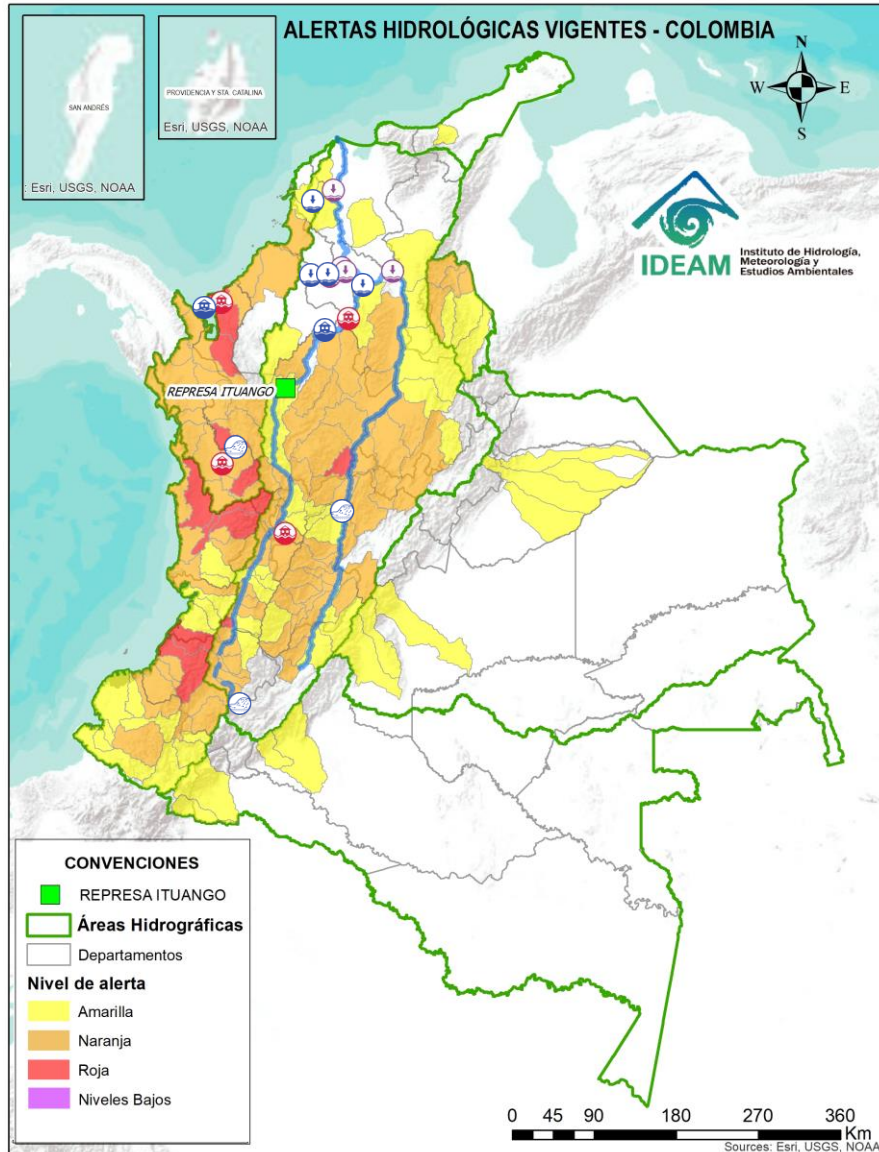 ALERTAS HIDROLÓGICAS VIGENTES - COLOMBIA
SAN ANDRÉS
: Esri, USGS, NOAA
PROVIDENCIA Y STA. CATALINA
Esri, USGS, NOAA
N
W
E
S
IDEAM
Instituto de Hidrología,
Meteorología y
Estudios Ambientales
REPRESA ITUANGO
CONVENCIONES
REPRESA ITUANGO
Áreas Hidrográficas
Departamentos
Nivel de alerta
Amarilla
Naranja
Roja
Niveles Bajos
0 45 90 180 270 360
Km
Sources: Esri, USGS, NOAA